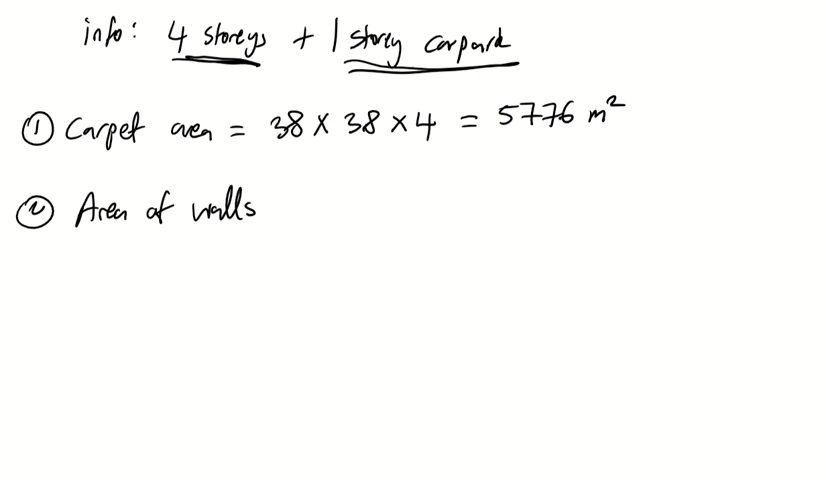 info: 4 storeys + 1 storey carpark
① Carpet area = 38 × 38 × 4 = 5776 m²
② Area of walls